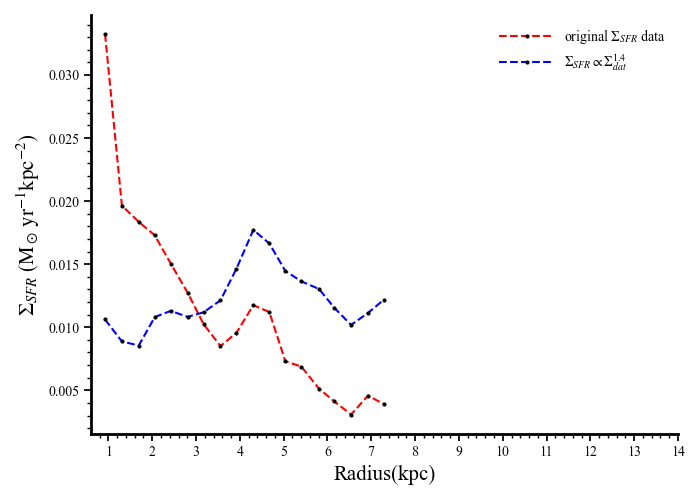 original Σ_SFR data
Σ_SFR ∝ Σ_dat^1.4
0.030
0.025
0.020
0.015
0.010
0.005
Σ_SFR (M_⊙ yr^−1 kpc^−2)
1 2 3 4 5 6 7 8 9 10 11 12 13 14
Radius(kpc)